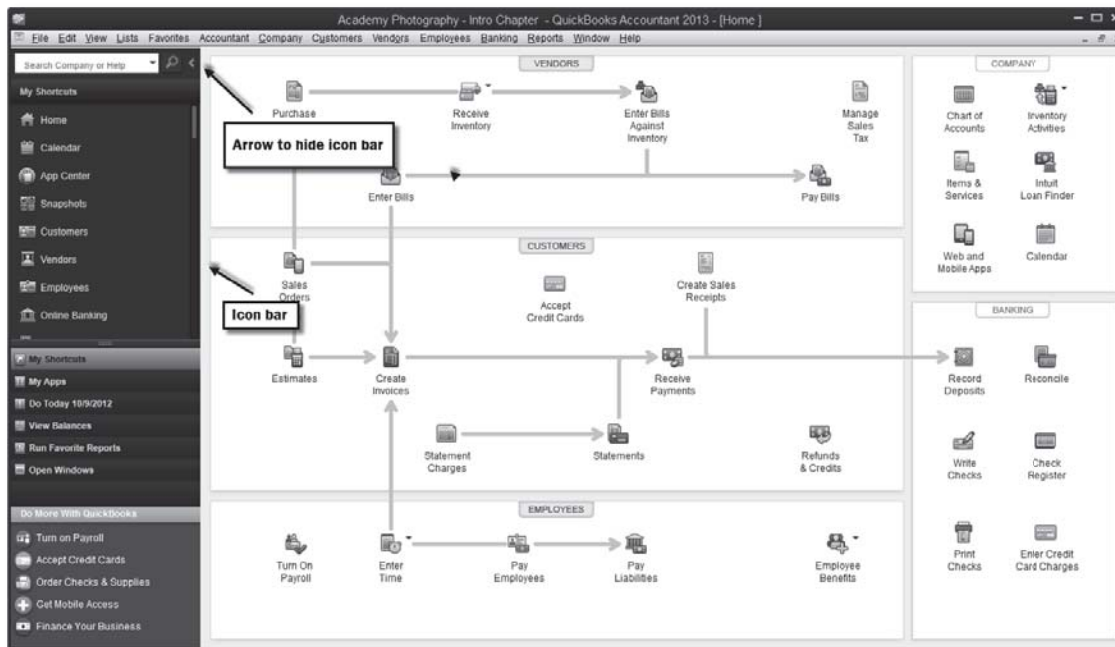 Academy Photography - Intro Chapter - QuickBooks Accountant 2013 - [Home ]
File Edit View Lists Favorites Accountant Company Customers Vendors Employees Banking Reports Window Help
Search Company or Help
My Shortcuts
Home
Calendar
App Center
Snapshots
Customers
Vendors
Employees
Online Banking
My Shortcuts
My Apps
Do Today 10/9/2012
View Balances
Run Favorite Reports
Open Windows
Do More With QuickBooks
Turn on Payroll
Accept Credit Cards
Order Checks & Supplies
Get Mobile Access
Finance Your Business
Arrow to hide icon bar
Icon bar
VENDORS
Purchase
Receive
Inventory
Enter Bills
Against
Inventory
Manage
Sales
Tax
Enter Bills
Pay Bills
CUSTOMERS
Sales
Orders
Accept
Credit Cards
Create Sales
Receipts
Estimates
Create
Invoices
Receive
Payments
Statement
Charges
Statements
Refunds
& Credits
EMPLOYEES
Turn On
Payroll
Enter
Time
Pay
Employees
Pay
Liabilities
Employee
Benefits
COMPANY
Chart of
Accounts
Inventory
Activities
Items &
Services
Intuit
Loan Finder
Web and
Mobile Apps
Calendar
BANKING
Record
Deposits
Reconcile
Write
Checks
Check
Register
Print
Checks
Enter Credit
Card Charges